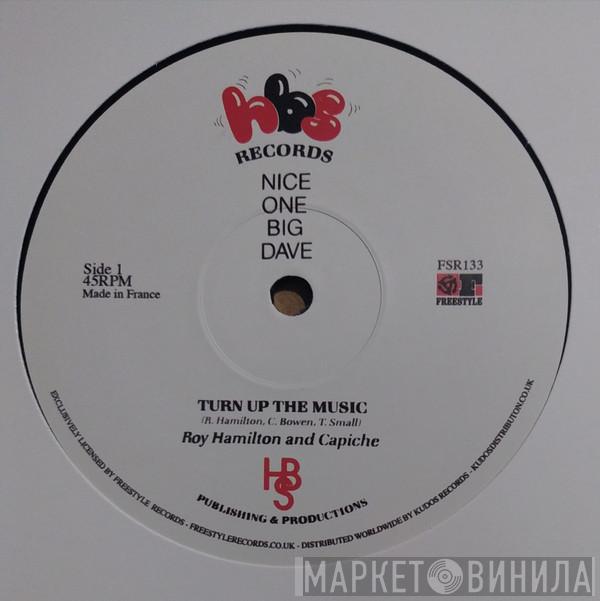 hbs
RECORDS
NICE
ONE
BIG
DAVE
Side 1
45RPM
Made in France
FSR133
F
FREESTYLE
TURN UP THE MUSIC
(R. Hamilton, C. Bowen, T. Small)
Roy Hamilton and Capiche
HBS
PUBLISHING & PRODUCTIONS
EXCLUSIVELY LICENSED BY FREESTYLE RECORDS - FREESTYLERECORDS.CO.UK - DISTRIBUTED WORLDWIDE BY KUDOS RECORDS - KUDOSDISTRIBUTON.CO.UK
МАРКЕТ ВИНИЛА